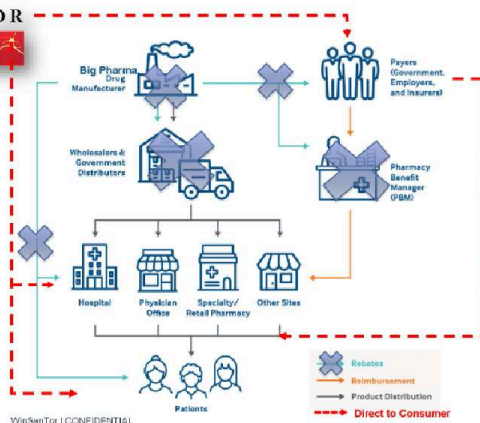 OR
Big Pharma
Drug
Manufacturer
Payers
(Government,
Employers,
and Insurers)
Wholesalers &
Government
Distributors
Pharmacy
Benefit
Manager
(PBM)
Hospital
Physician
Office
Specialty/
Retail Pharmacy
Other Sites
Patients
Rebates
Reimbursement
Product Distribution
Direct to Consumer
WinSanTor | CONFIDENTIAL